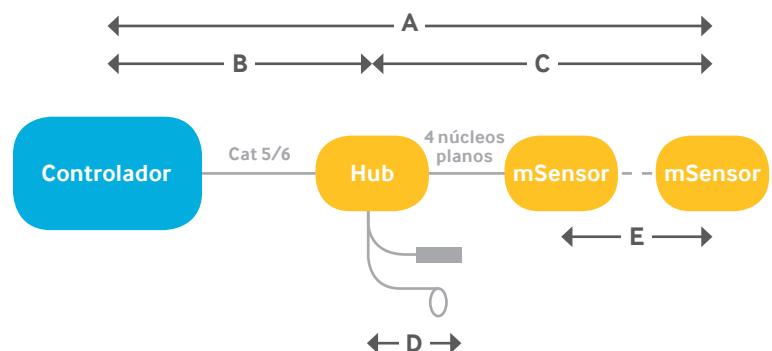 A
B
C
Controlador
Cat 5/6
Hub
4 núcleos
planos
mSensor
mSensor
E
D